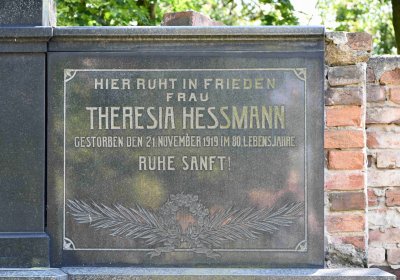 HIER RUHT IN FRIEDEN
FRAU
THERESIA HESSMANN
GESTORBEN DEN 21. NOVEMBER 1919 IM 80. LEBENSJAHRE
RUHE SANFT!